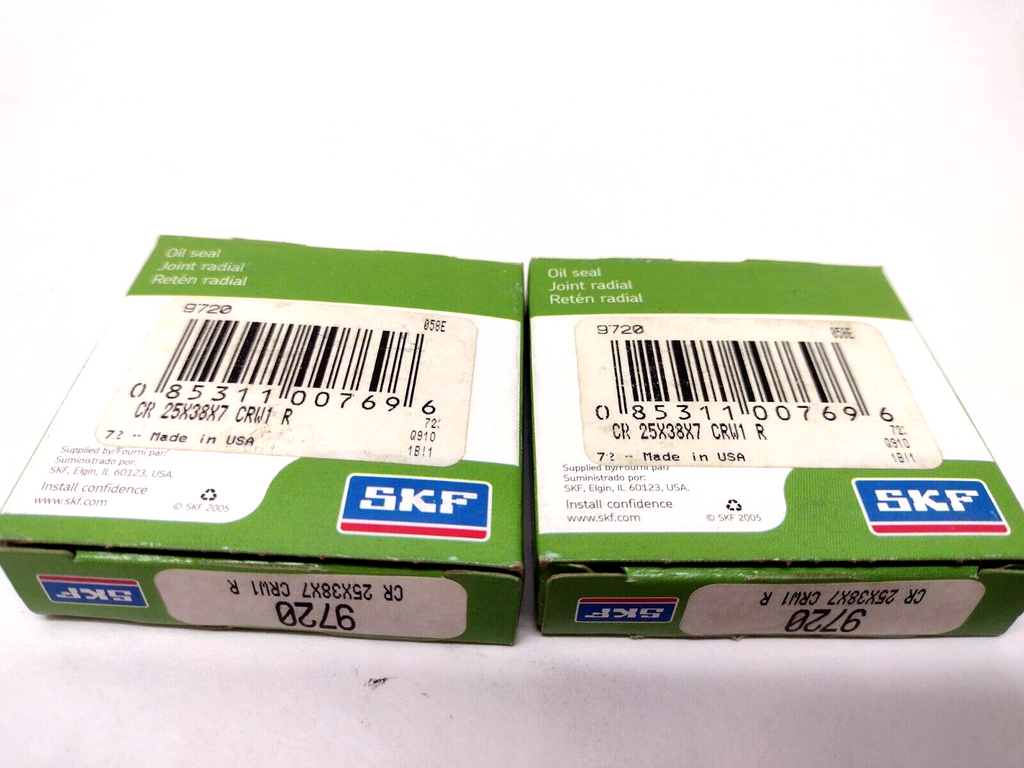 Oil seal
Joint radial
Retén radial
9720
058E
0 85311 00769 6
CR 25X38X7 CRW1 R
72
Q910
1B11
72 -- Made in USA
Supplied by/Fourni par/
Suministrado por:
SKF, Elgin, IL 60123, USA.
Install confidence
www.skf.com
© SKF 2005
SKF
SKF
CR 25X38X7 CRW1 R
9720
Oil seal
Joint radial
Retén radial
9720
058E
0 85311 00769 6
CR 25X38X7 CRW1 R
72
Q910
1B11
72 -- Made in USA
Supplied by/Fourni par/
Suministrado por:
SKF, Elgin, IL 60123, USA.
Install confidence
www.skf.com
© SKF 2005
SKF
SKF
CR 25X38X7 CRW1 R
9720